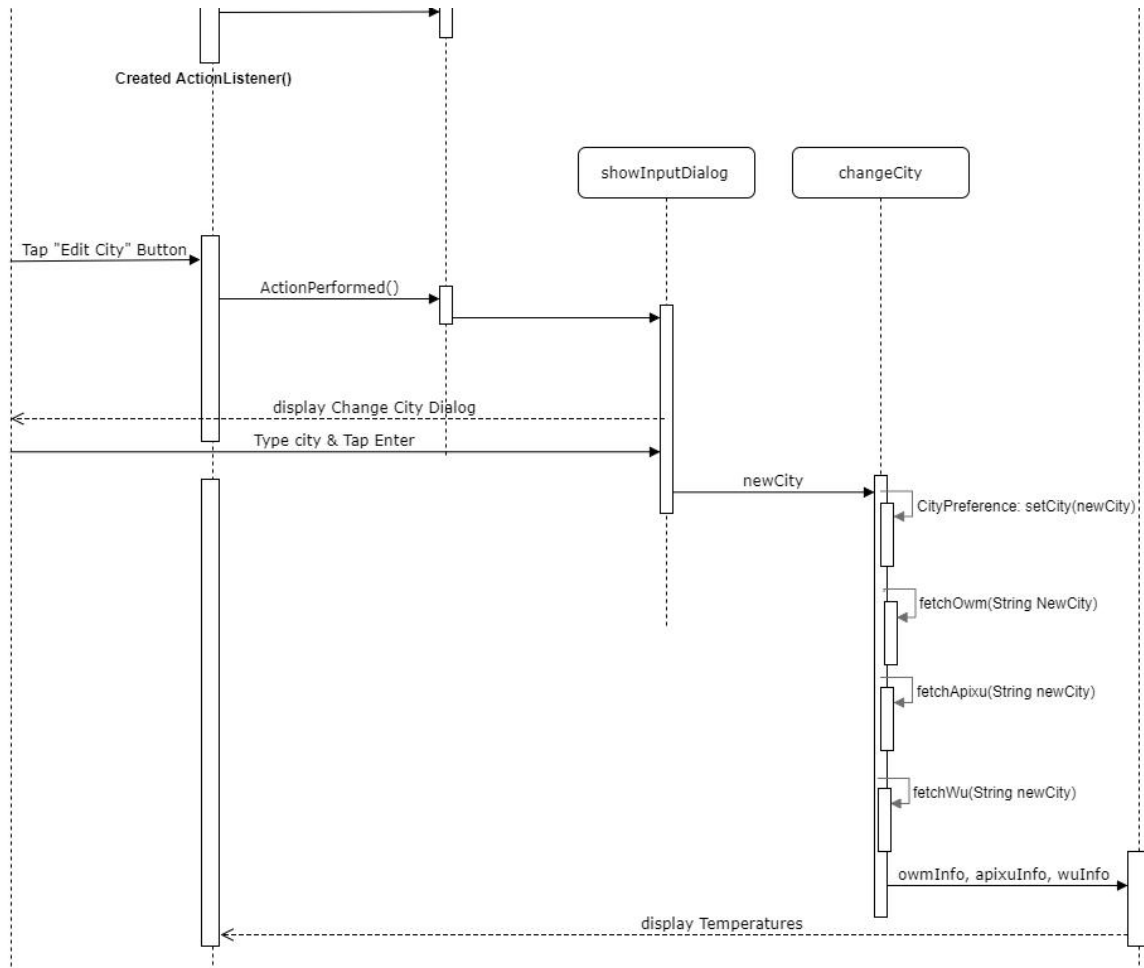 Created ActionListener()
showInputDialog
changeCity
Tap "Edit City" Button
ActionPerformed()
display Change City Dialog
Type city & Tap Enter
newCity
CityPreference: setCity(newCity)
fetchOwm(String NewCity)
fetchApixu(String newCity)
fetchWu(String newCity)
owmInfo, apixuInfo, wuInfo
display Temperatures